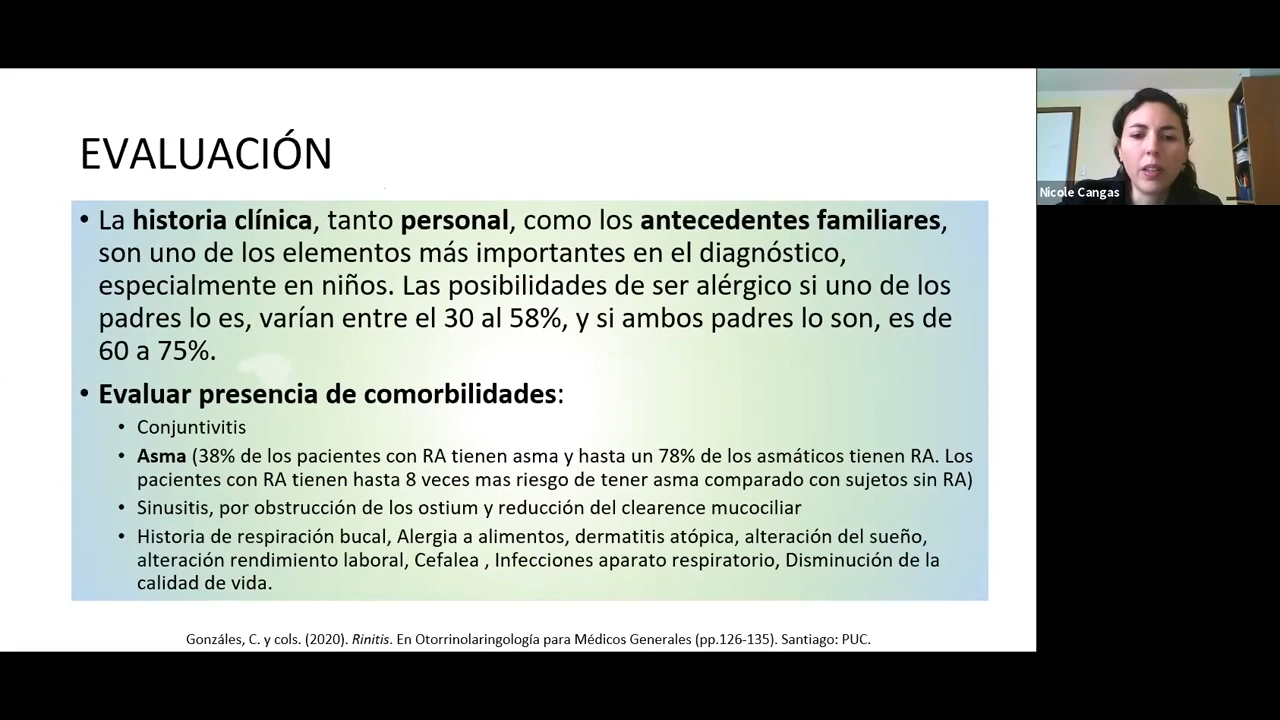 EVALUACIÓN
• La historia clínica, tanto personal, como los antecedentes familiares,
son uno de los elementos más importantes en el diagnóstico,
especialmente en niños. Las posibilidades de ser alérgico si uno de los
padres lo es, varían entre el 30 al 58%, y si ambos padres lo son, es de
60 a 75%.
• Evaluar presencia de comorbilidades:
• Conjuntivitis
• Asma (38% de los pacientes con RA tienen asma y hasta un 78% de los asmáticos tienen RA. Los
pacientes con RA tienen hasta 8 veces mas riesgo de tener asma comparado con sujetos sin RA)
• Sinusitis, por obstrucción de los ostium y reducción del clearence mucociliar
• Historia de respiración bucal, Alergia a alimentos, dermatitis atópica, alteración del sueño,
alteración rendimiento laboral, Cefalea , Infecciones aparato respiratorio, Disminución de la
calidad de vida.
Gonzáles, C. y cols. (2020). Rinitis. En Otorrinolaringología para Médicos Generales (pp.126-135). Santiago: PUC.
Nicole Cangas